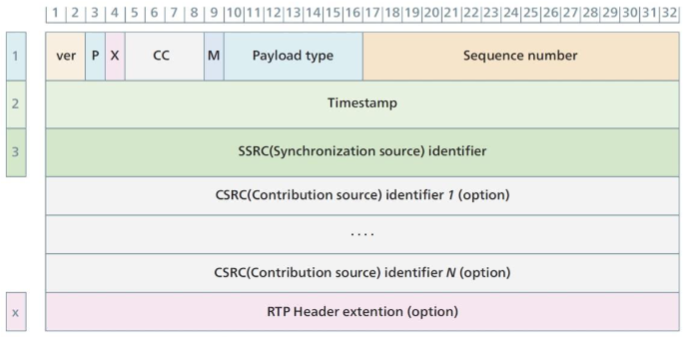 1 2 3 4 5 6 7 8 9 10 11 12 13 14 15 16 17 18 19 20 21 22 23 24 25 26 27 28 29 30 31 32
1 ver P X CC M Payload type Sequence number
2 Timestamp
3 SSRC(Synchronization source) identifier
CSRC(Contribution source) identifier 1 (option)
....
CSRC(Contribution source) identifier N (option)
x RTP Header extention (option)